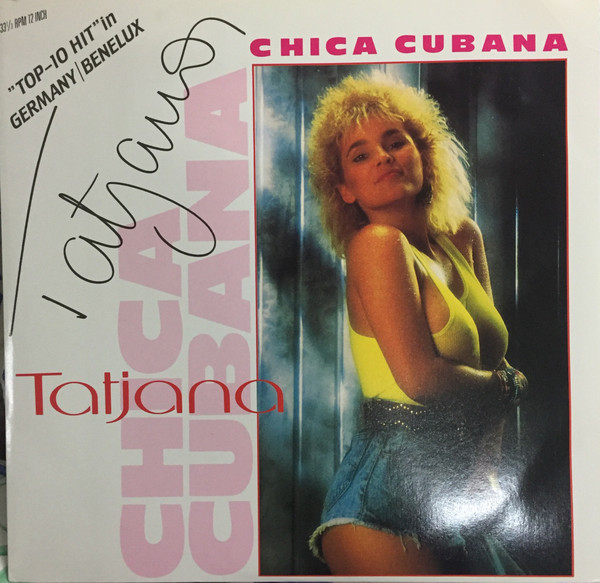 33⅓ RPM 12 INCH
"TOP-10 HIT" in
GERMANY/BENELUX
Tatjana
CHICA CUBANA
CHICA
CUBANA
Tatjana